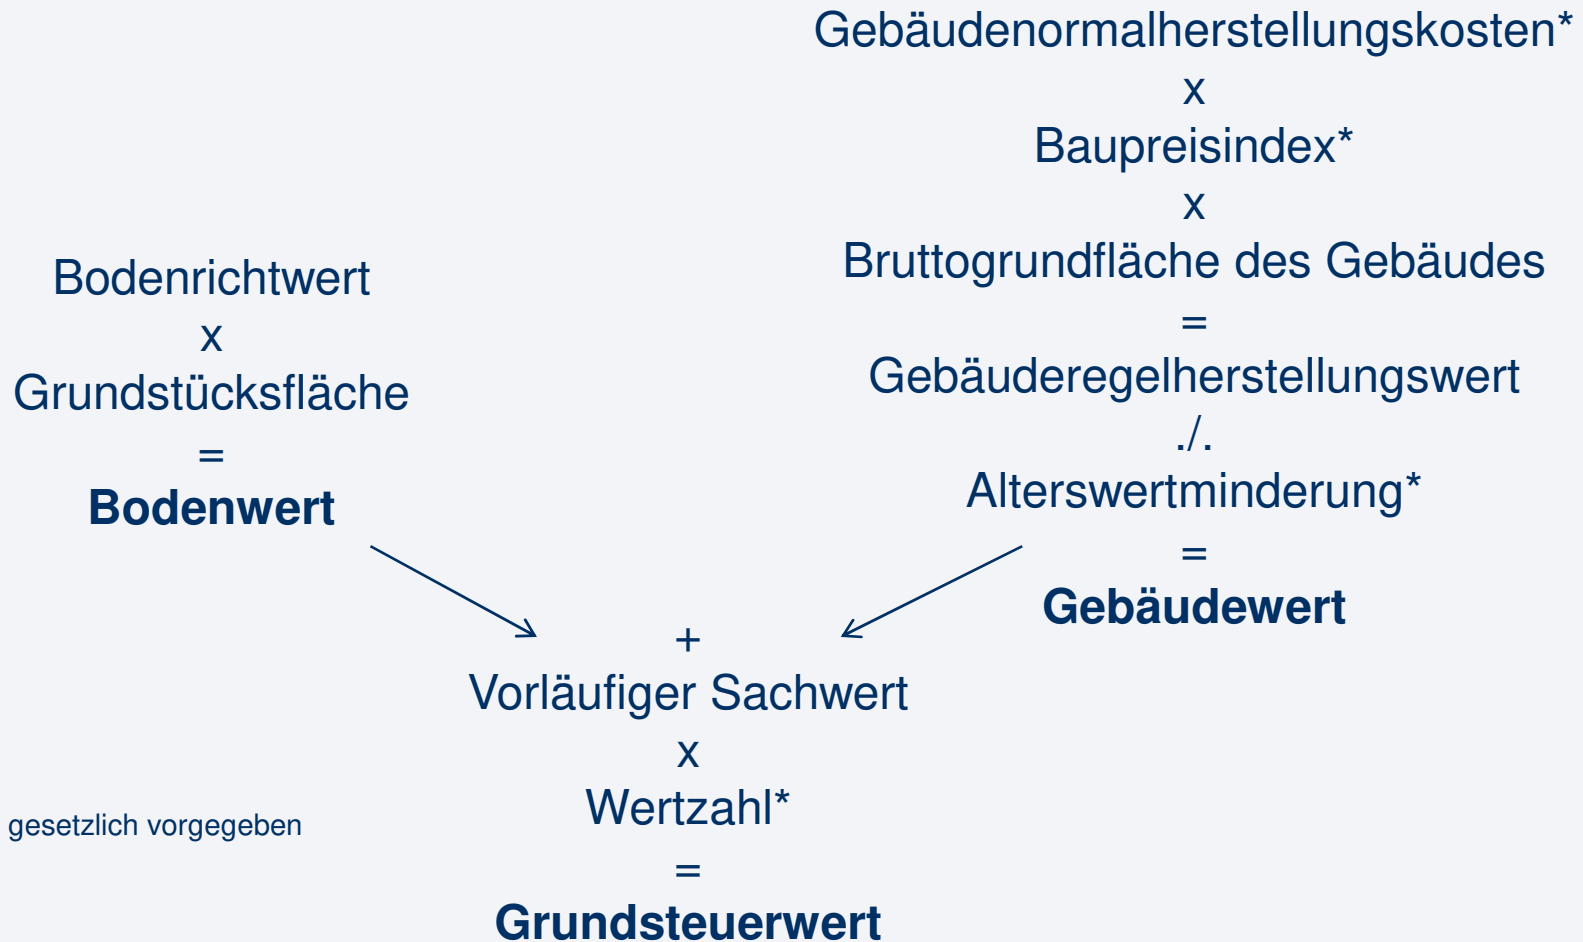 Bodenrichtwert
x
Grundstücksfläche
=
Bodenwert
Gebäudenormalherstellungskosten*
x
Baupreisindex*
x
Bruttogrundfläche des Gebäudes
=
Gebäuderegelherstellungswert
./.
Alterswertminderung*
=
Gebäudewert
+
Vorläufiger Sachwert
x
Wertzahl*
=
Grundsteuerwert
gesetzlich vorgegeben